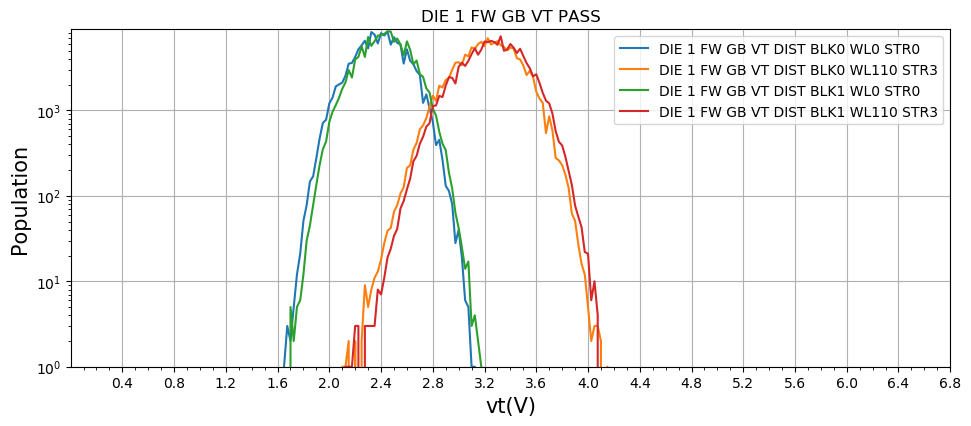 DIE 1 FW GB VT PASS
DIE 1 FW GB VT DIST BLK0 WL0 STR0
DIE 1 FW GB VT DIST BLK0 WL110 STR3
DIE 1 FW GB VT DIST BLK1 WL0 STR0
DIE 1 FW GB VT DIST BLK1 WL110 STR3
Population
10³
10²
10¹
10⁰
0.4 0.8 1.2 1.6 2.0 2.4 2.8 3.2 3.6 4.0 4.4 4.8 5.2 5.6 6.0 6.4 6.8
vt(V)